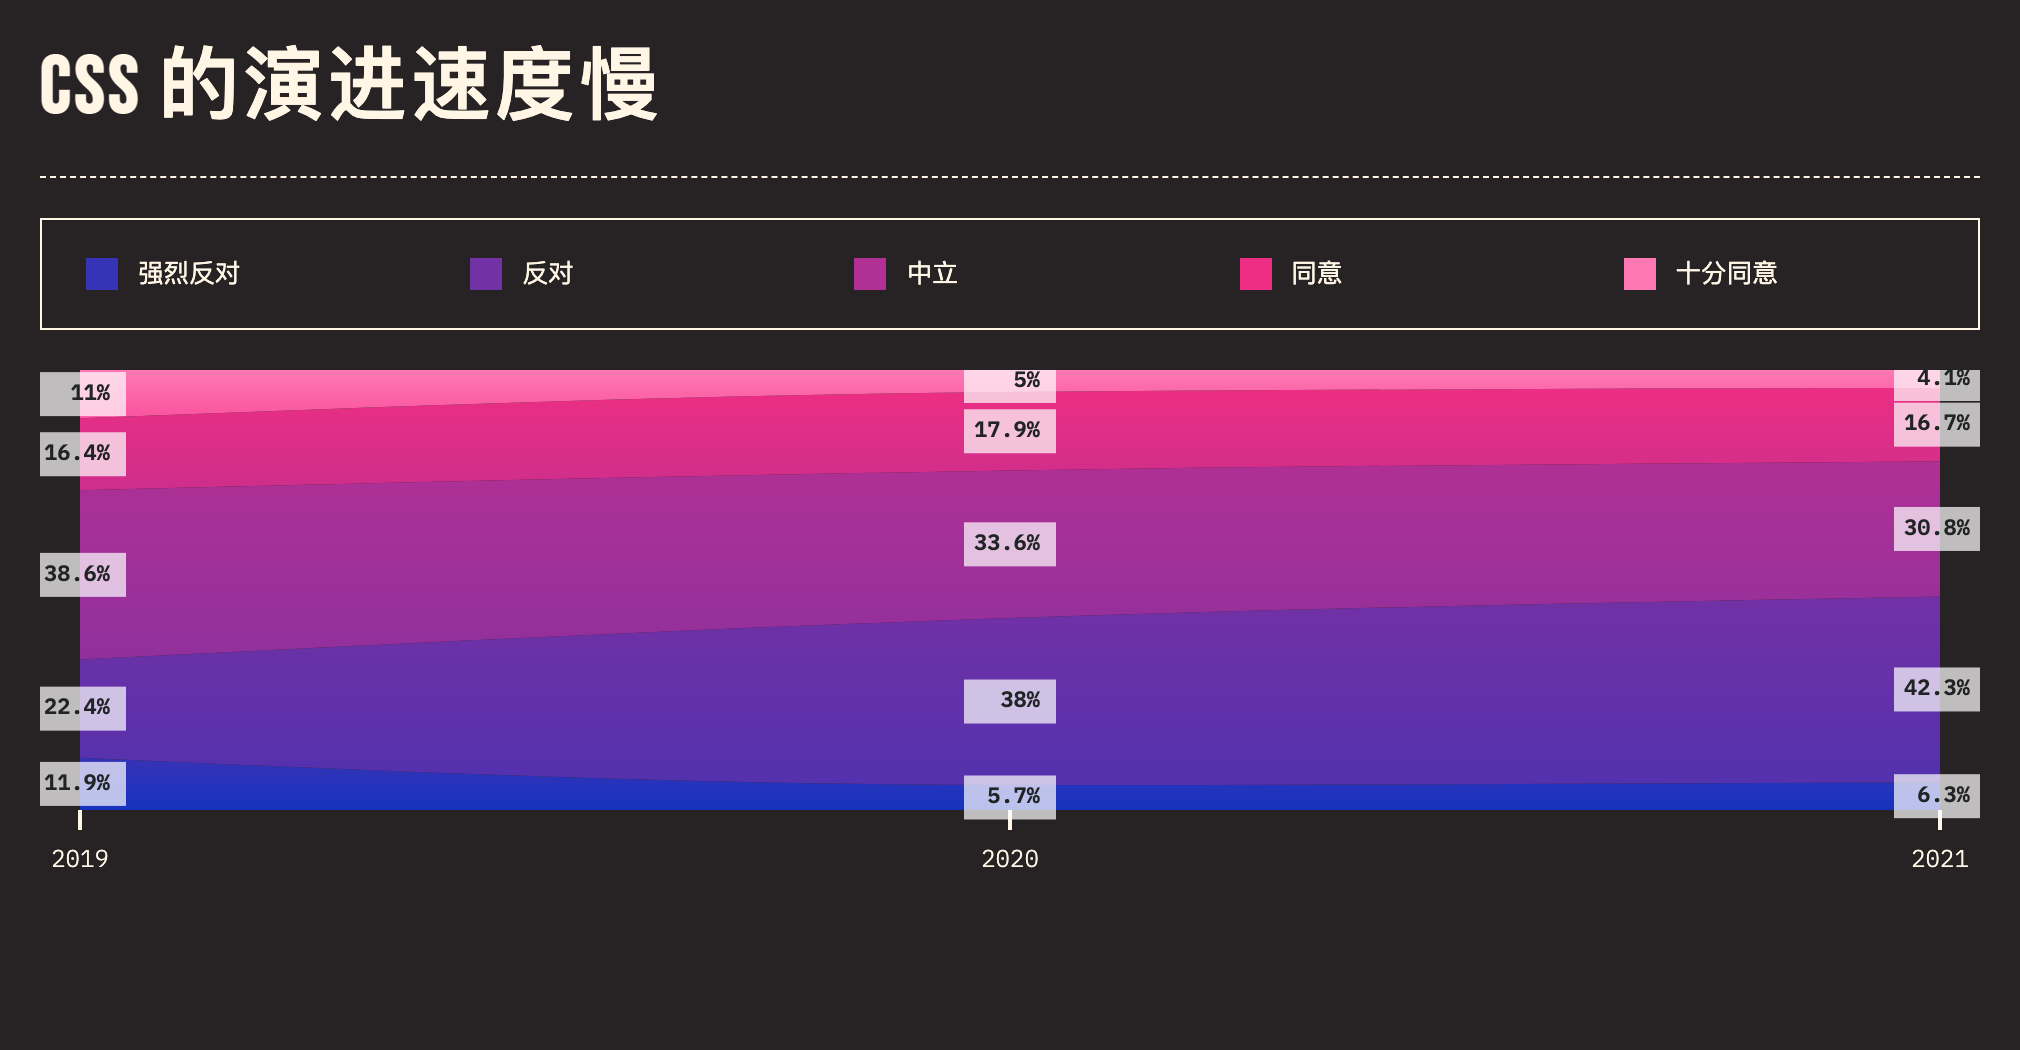 CSS 的演进速度慢
强烈反对 反对 中立 同意 十分同意
11% 5% 4.1%
16.4% 17.9% 16.7%
38.6% 33.6% 30.8%
22.4% 38% 42.3%
11.9% 5.7% 6.3%
2019 2020 2021